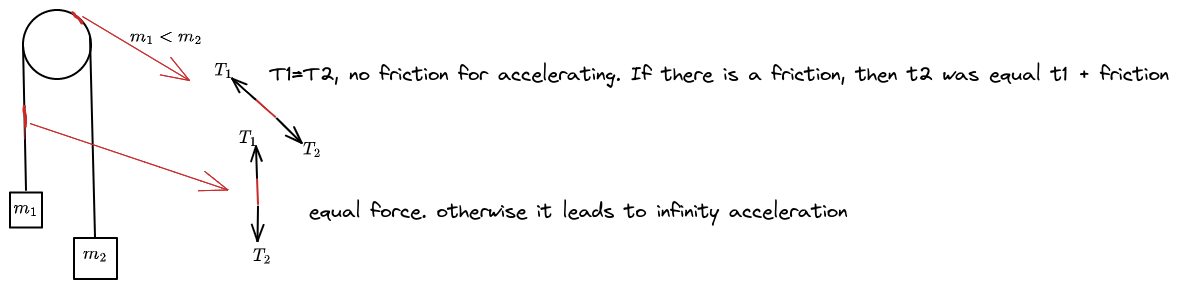 m₁ < m₂
T₁
T1=T2, no friction for accelerating. If there is a friction, then t2 was equal t1 + friction
T₁
T₂
m₁
equal force. otherwise it leads to infinity acceleration
m₂
T₂